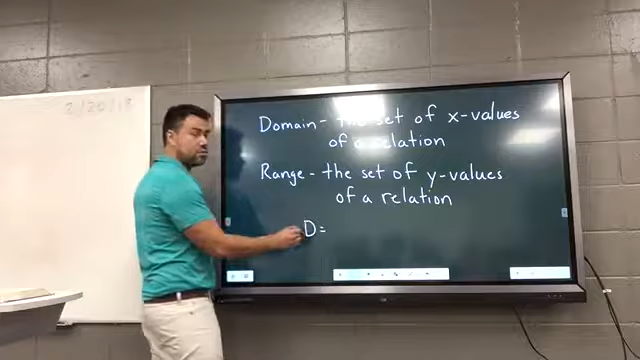 2/20/18
Domain- the set of x-values
of a relation
Range- the set of y-values
of a relation
D=